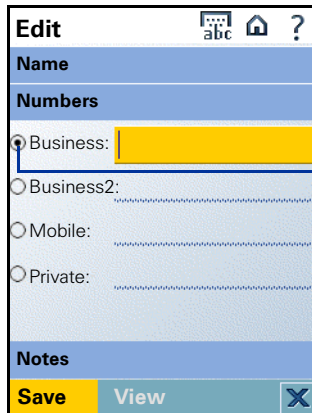 Edit abc ?
Name
Numbers
Business:
Business2:
Mobile:
Private:
Notes
Save View X